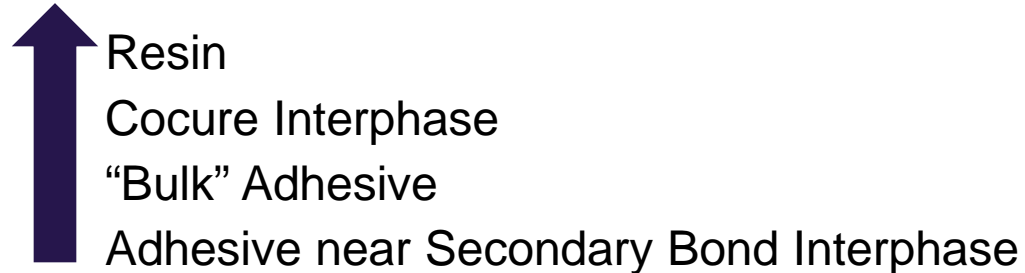 Resin
Cocure Interphase
“Bulk” Adhesive
Adhesive near Secondary Bond Interphase